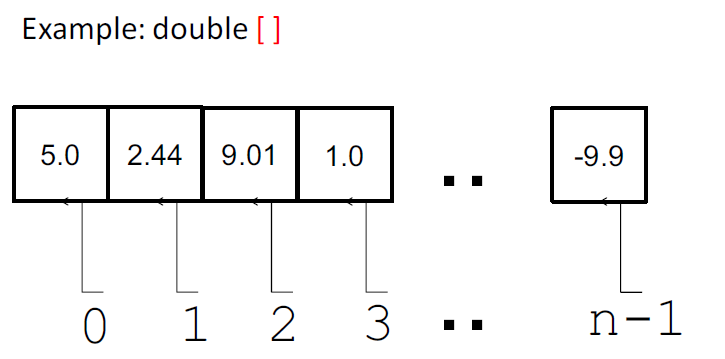 Example: double [ ]
5.0 2.44 9.01 1.0 .. -9.9
0 1 2 3 .. n-1